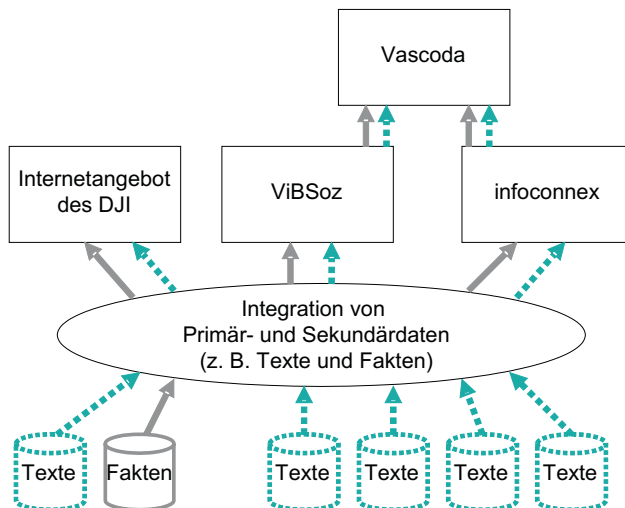 Vascoda
Internetangebot
des DJI
ViBSoz
infoconnex
Integration von
Primär- und Sekundärdaten
(z. B. Texte und Fakten)
Texte
Fakten
Texte
Texte
Texte
Texte